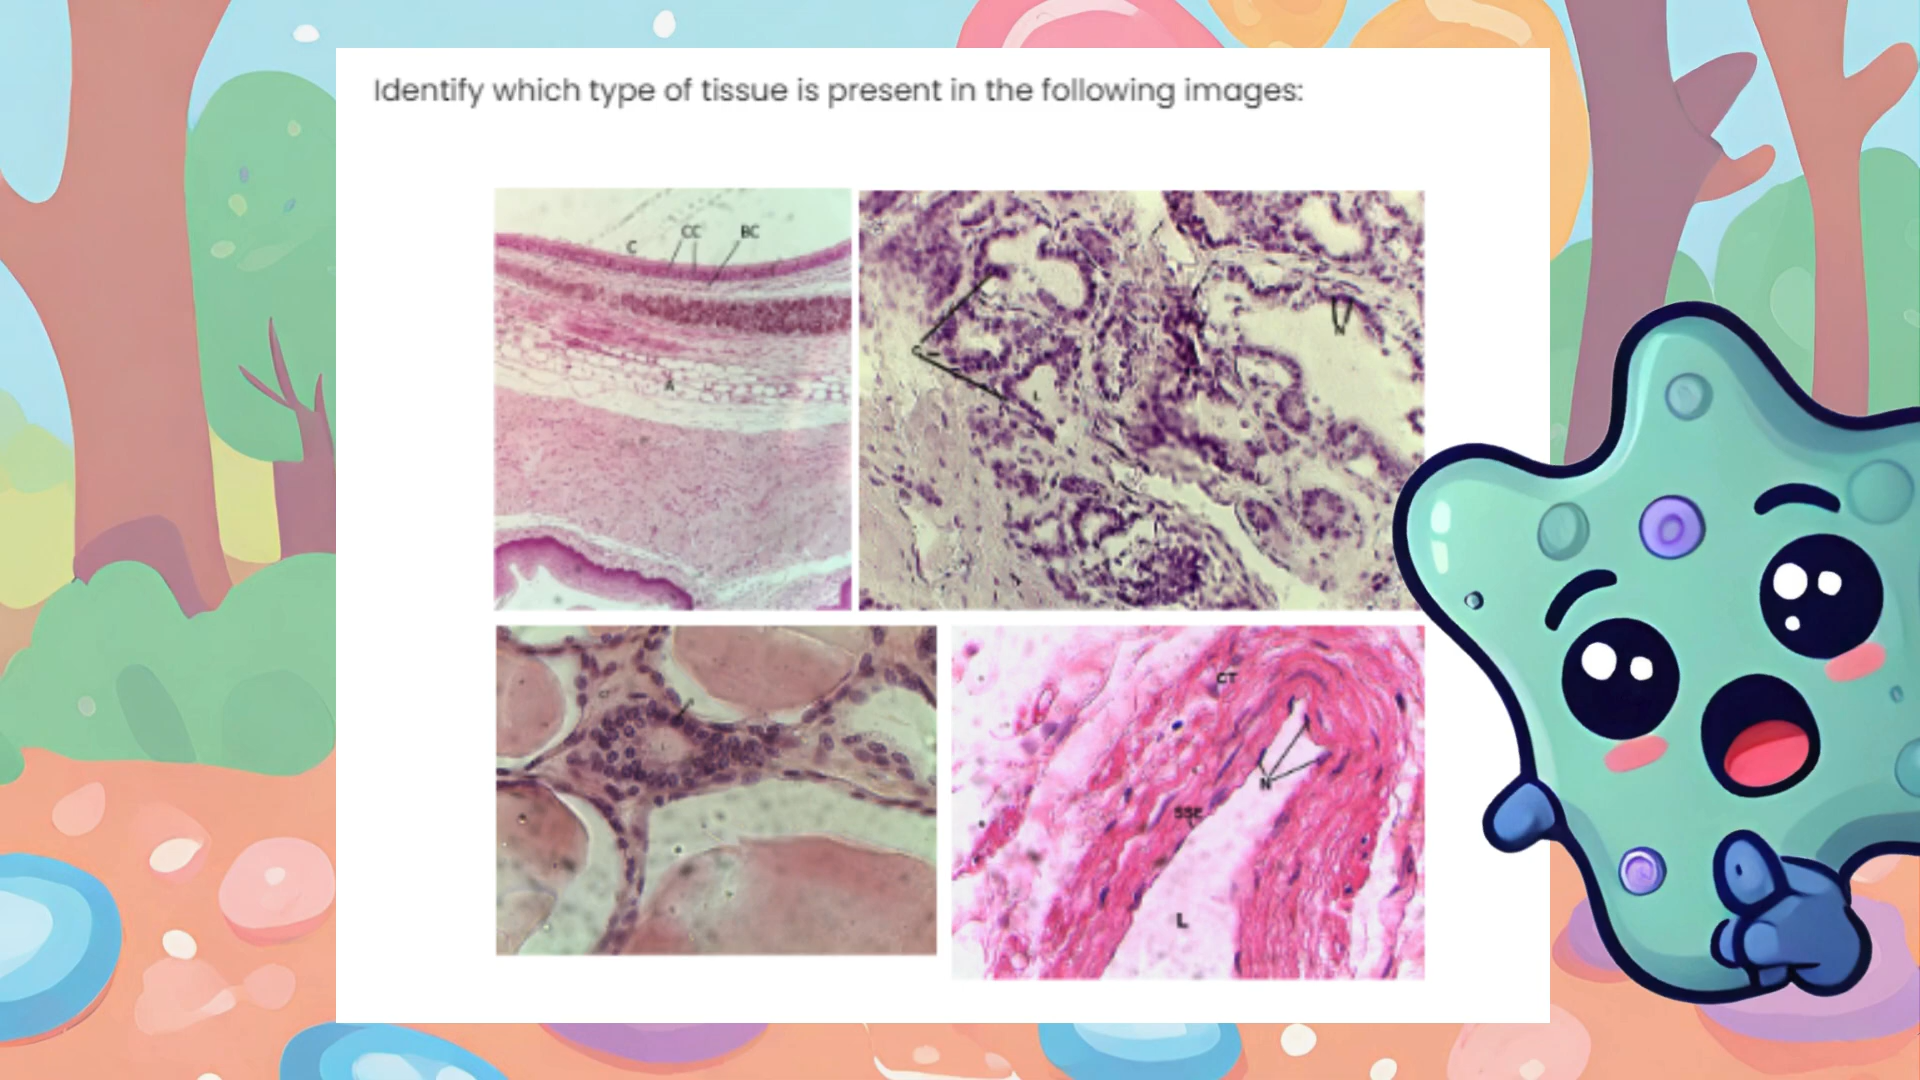 Identify which type of tissue is present in the following images:
C
CC
BC
A
L
N
CT
N
SSE
L